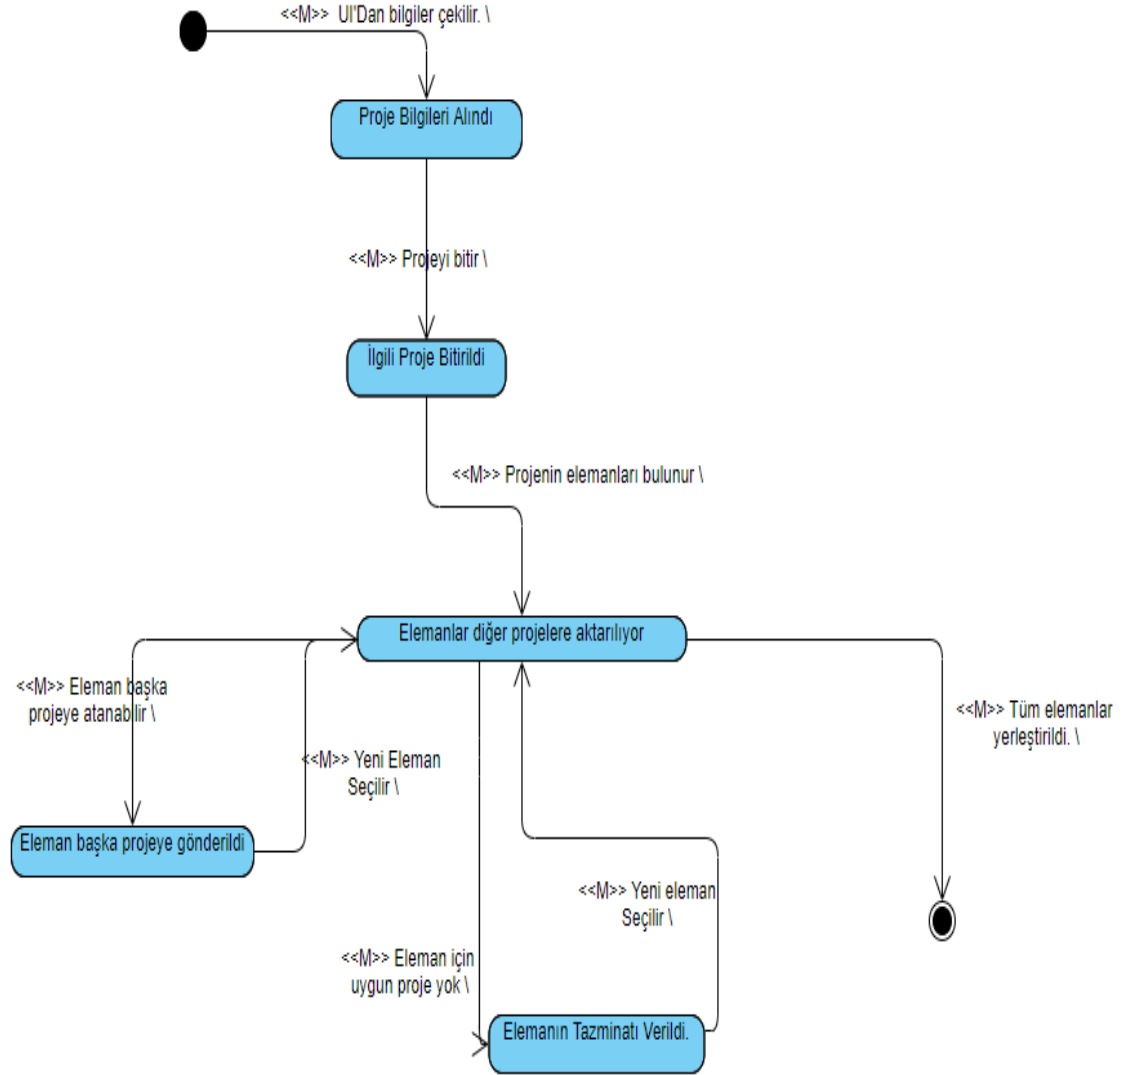 <<M>> UI'Dan bilgiler çekilir. \
Proje Bilgileri Alındı
<<M>> Projeyi bitir \
İlgili Proje Bitirildi
<<M>> Projenin elemanları bulunur \
Elemanlar diğer projelere aktarılıyor
<<M>> Eleman başka
projeye atanabilir \
<<M>> Tüm elemanlar
yerleştirildi. \
<<M>> Yeni Eleman
Seçilir \
Eleman başka projeye gönderildi
<<M>> Yeni eleman
Seçilir \
<<M>> Eleman için
uygun proje yok \
Elemanın Tazminatı Verildi.